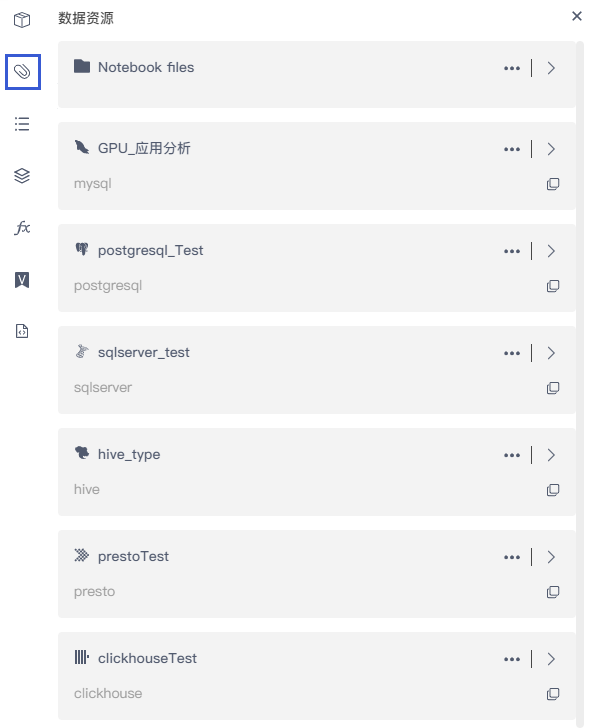 数据资源
Notebook files
GPU_应用分析
mysql
postgresql_Test
postgresql
sqlserver_test
sqlserver
hive_type
hive
prestoTest
presto
clickhouseTest
clickhouse